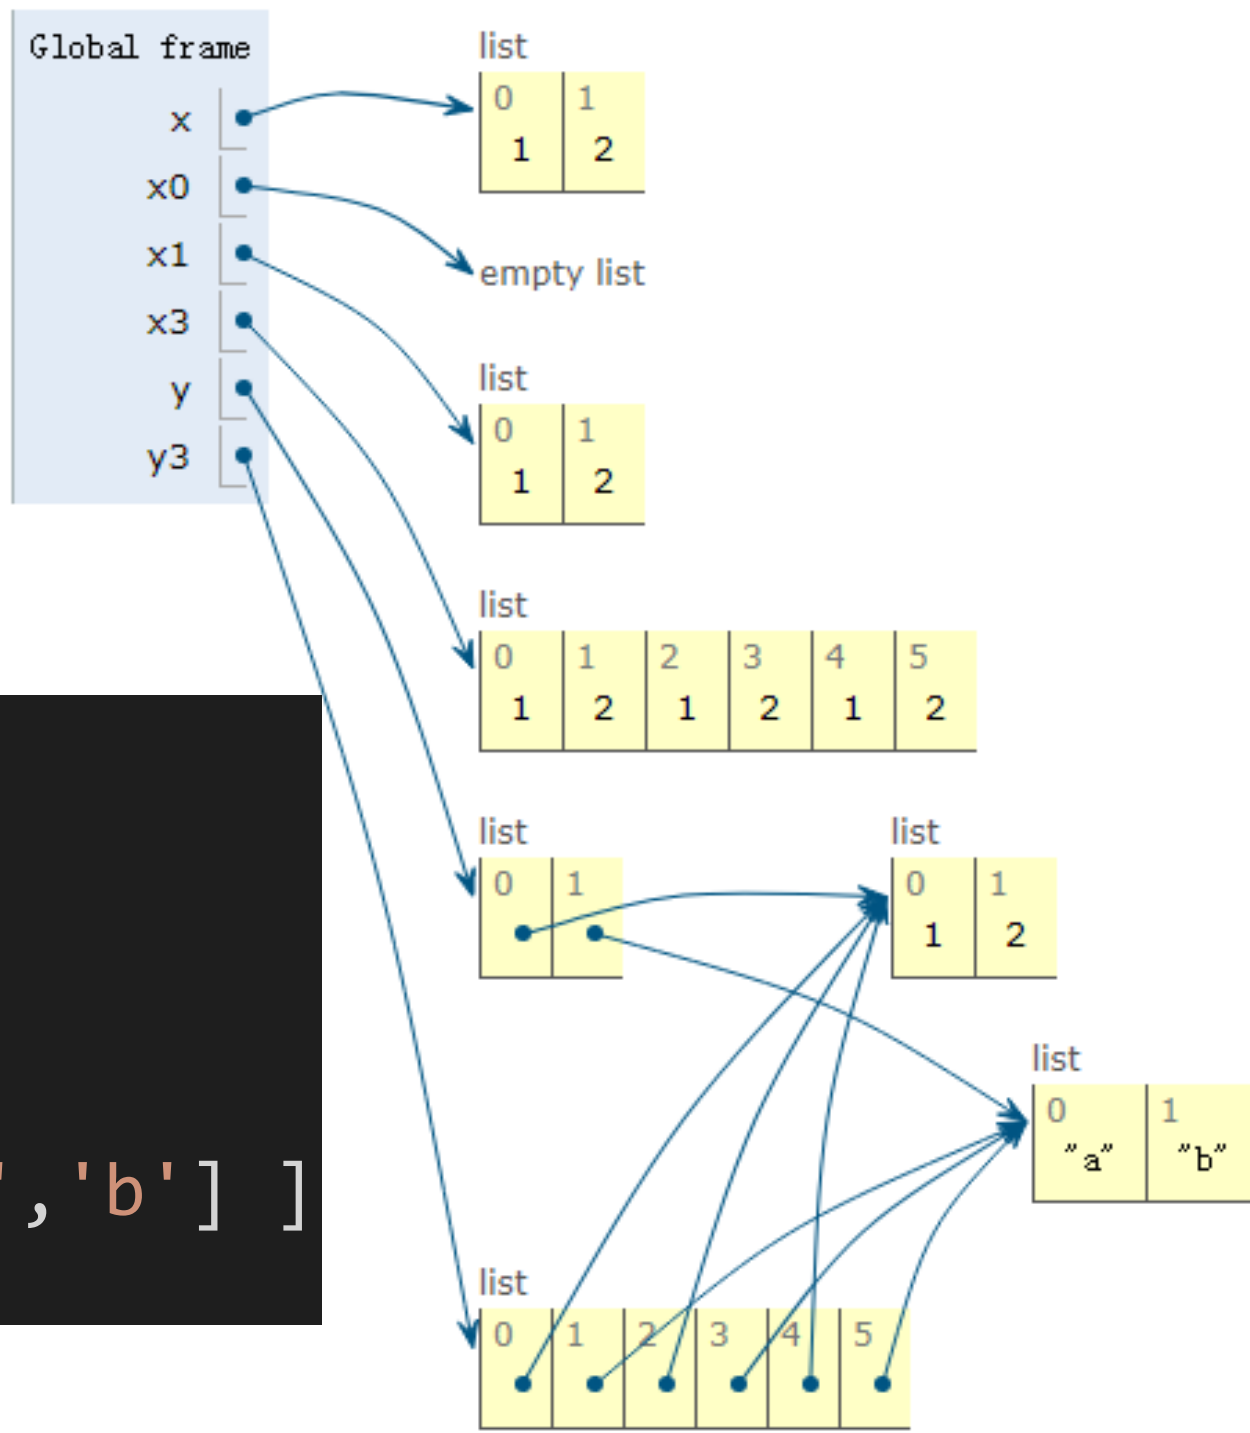 Global frame
x
x0
x1
x3
y
y3
list
0 1
1 2
empty list
list
0 1
1 2
list
0 1 2 3 4 5
1 2 1 2 1 2
list
0 1
list
0 1
1 2
list
0 1
"a" "b"
','b'] ]
list
0 1 2 3 4 5